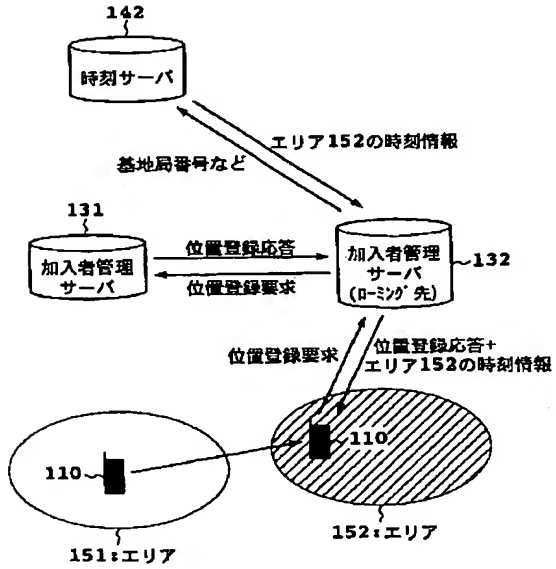 142
時刻サーバ
エリア152の時刻情報
基地局番号など
131
加入者管理
サーバ
位置登録応答
位置登録要求
加入者管理
サーバ
(ローミング先)
132
位置登録要求
位置登録応答+
エリア152の時刻情報
110
110
151:エリア
152:エリア